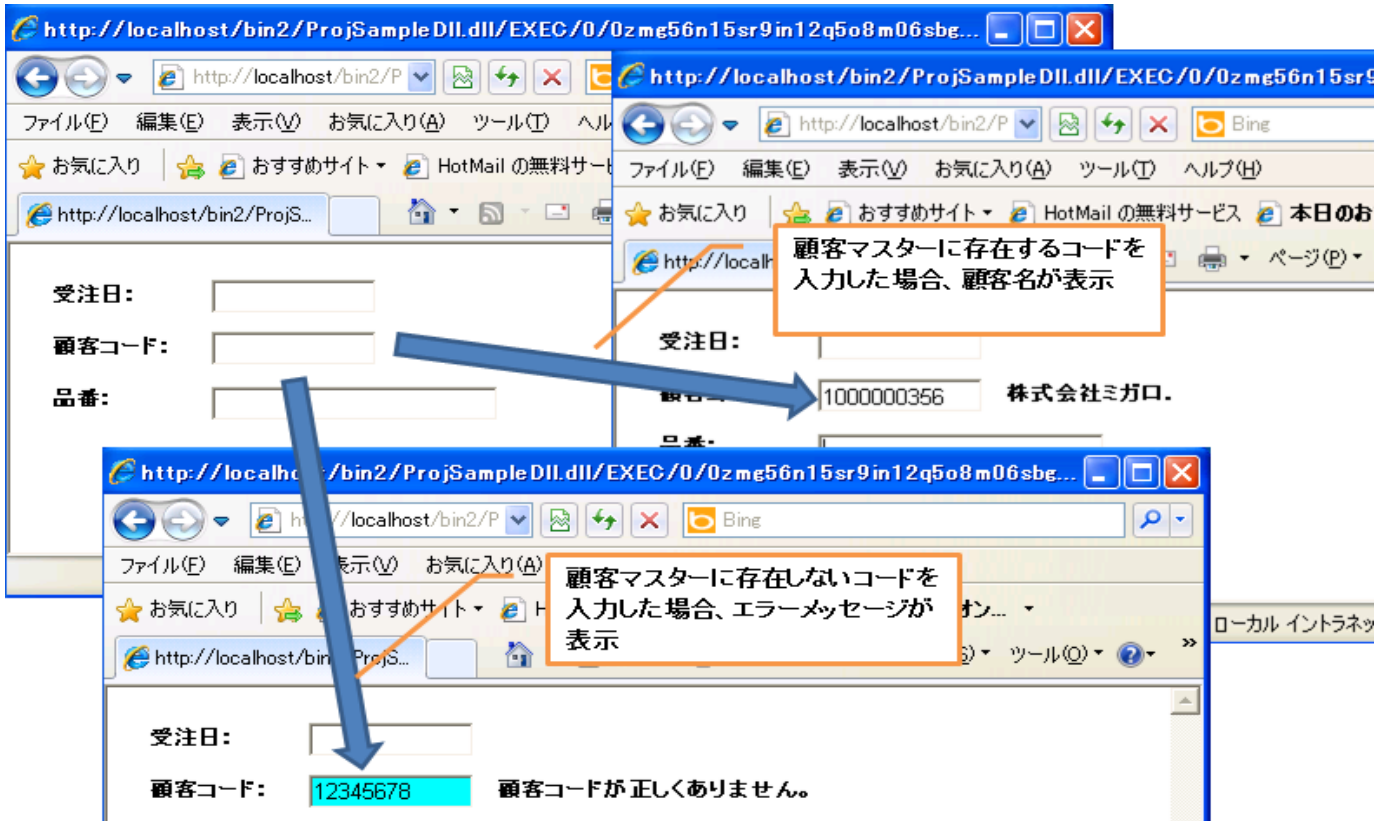 http://localhost/bin2/ProjSampleDll.dll/EXEC/0/0zmg56n15sr9in12q5o8m06sbg...
http://localhost/bin2/P
ファイル(F) 編集(E) 表示(V) お気に入り(A) ツール(T) ヘル
お気に入り おすすめサイト HotMail の無料サー
http://localhost/bin2/ProjS...
受注日:
顧客コード:
品番:
http://localhost/bin2/ProjSampleDll.dll/EXEC/0/0zmg56n15sr9
http://localhost/bin2/P Bing
ファイル(F) 編集(E) 表示(V) お気に入り(A) ツール(T) ヘルプ(H)
お気に入り おすすめサイト HotMail の無料サービス 本日のお
http://localh ページ(P)
顧客マスターに存在するコードを
入力した場合、顧客名が表示
受注日:
1000000356 株式会社ミガロ.
品番:
http://localho t/bin2/ProjSampleDll.dll/EXEC/0/0zmg56n15sr9in12q5o8m06sbg...
//localhost/bin2/P Bing
ファイル(F) 編集(E) 表示(V) お気に入り(A)
お気に入り おすすめサイト
オン...
http://localhost/bin ProjS... ツール(O)
»
顧客マスターに存在しないコードを
入力した場合、エラーメッセージが
表示
受注日:
顧客コード: 12345678 顧客コードが正しくありません。
ローカル イントラネッ